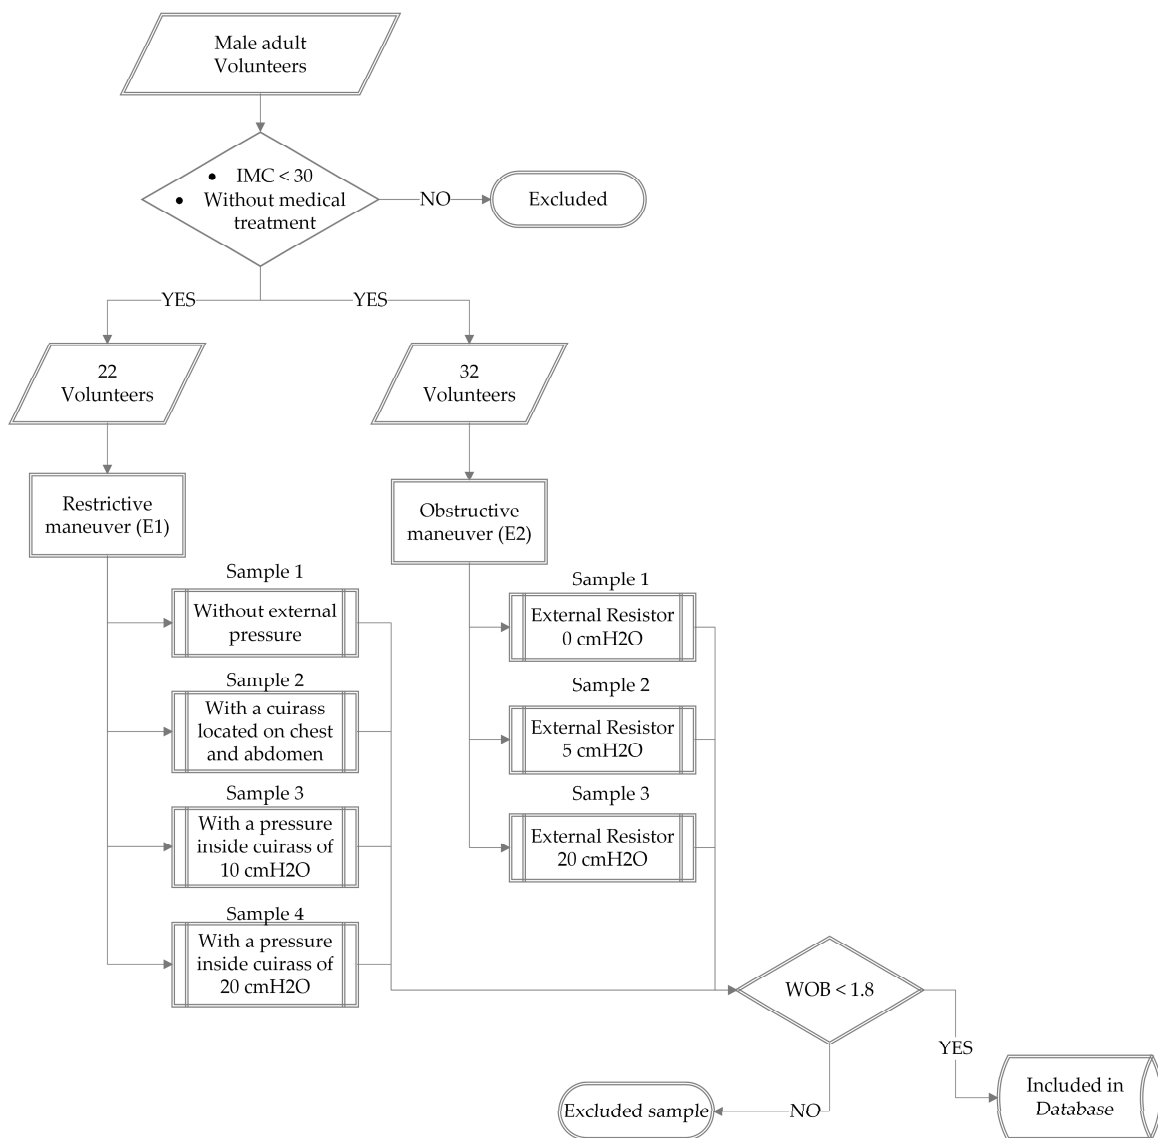 Male adult
Volunteers
• IMC < 30
• Without medical
treatment
NO
Excluded
YES
YES
22
Volunteers
32
Volunteers
Restrictive
maneuver (E1)
Obstructive
maneuver (E2)
Sample 1
Without external
pressure
Sample 2
With a cuirass
located on chest
and abdomen
Sample 3
With a pressure
inside cuirass of
10 cmH2O
Sample 4
With a pressure
inside cuirass of
20 cmH2O
Sample 1
External Resistor
0 cmH2O
Sample 2
External Resistor
5 cmH2O
Sample 3
External Resistor
20 cmH2O
WOB < 1.8
YES
Included in
Database
NO
Excluded sample